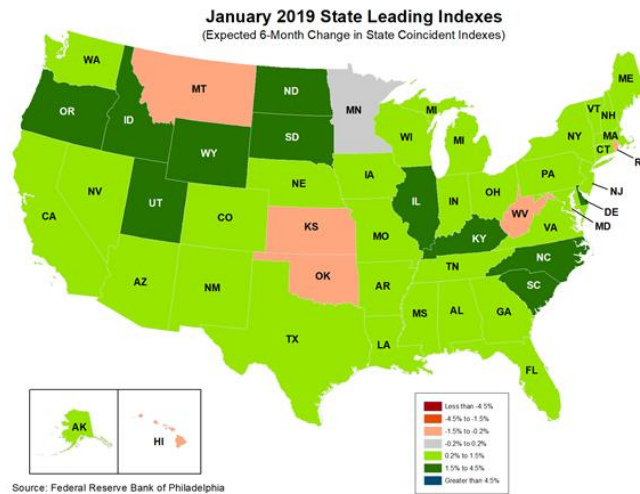 January 2019 State Leading Indexes
(Expected 6-Month Change in State Coincident Indexes)
WA
MT
ND
MN
ME
OR
ID
SD
WI
MI
VT
NH
NY
MA
CT
R
WY
MI
NE
IA
PA
NJ
NV
UT
IL
IN
OH
DE
MD
CA
CO
KS
MO
WV
VA
KY
NC
AZ
NM
OK
AR
TN
SC
TX
LA
MS
AL
GA
FL
AK
HI
Less than -4.5%
-4.5% to -1.5%
-1.5% to -0.2%
-0.2% to 0.2%
0.2% to 1.5%
1.5% to 4.5%
Greater than 4.5%
Source: Federal Reserve Bank of Philadelphia